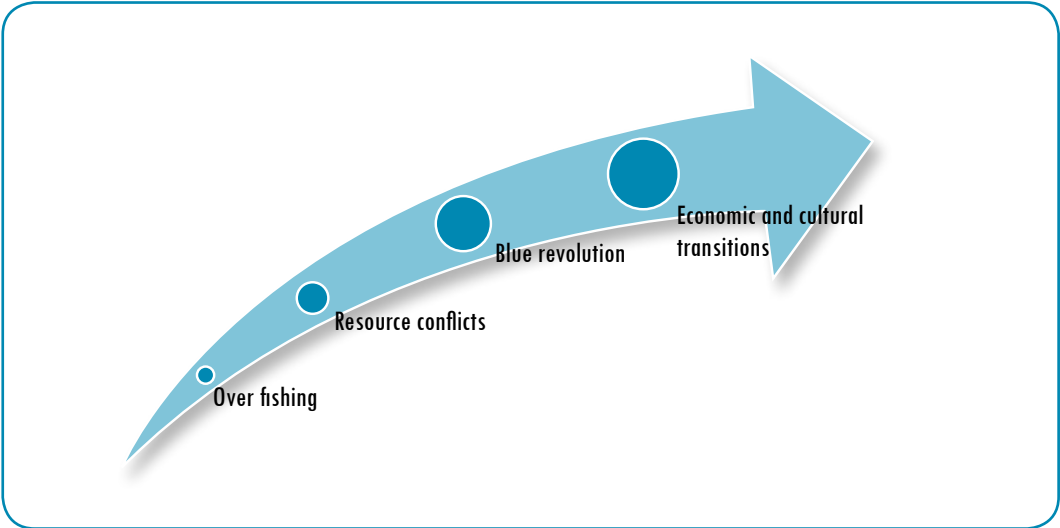 Economic and cultural
transitions
Blue revolution
Resource conflicts
Over fishing